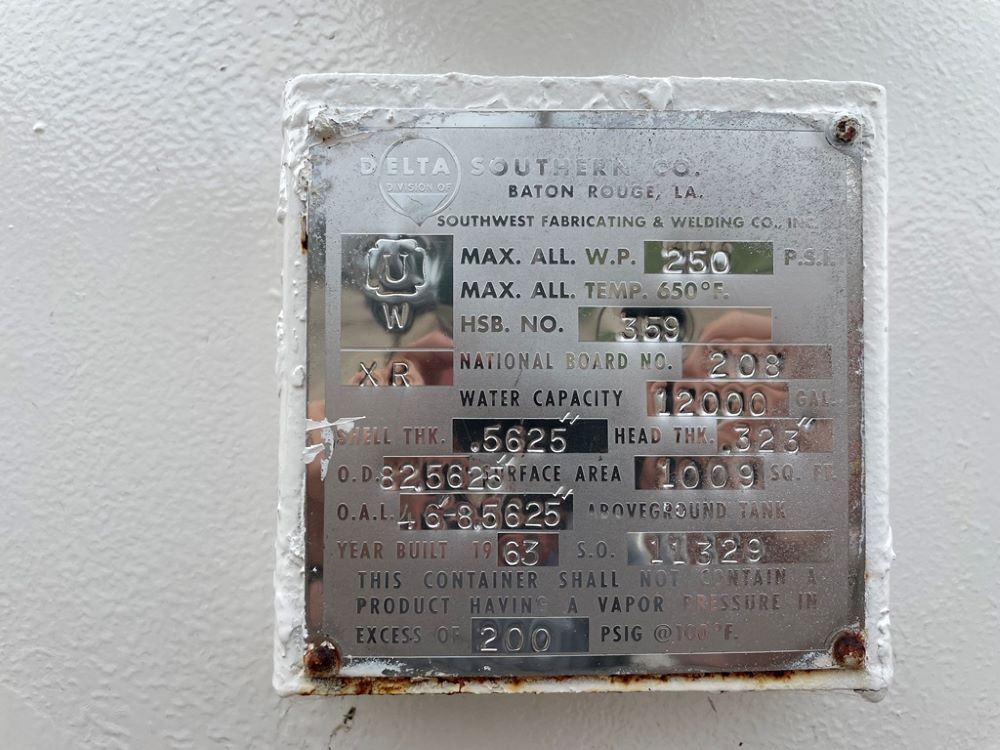 DELTA SOUTHERN CO.
DIVISION OF
BATON ROUGE, LA.
SOUTHWEST FABRICATING & WELDING CO., INC.
U
W
MAX. ALL. W.P. 250 P.S.I.
MAX. ALL. TEMP. 650°F.
HSB. NO. 359
XR NATIONAL BOARD NO. 208
WATER CAPACITY 12000 GAL.
SHELL THK. .5625" HEAD THK. .323"
O.D. 82.5625" SURFACE AREA 1009 SQ. FT.
O.A.L. 46'-8.5625" ABOVEGROUND TANK
YEAR BUILT 1963 S.O. 11329
THIS CONTAINER SHALL NOT CONTAIN A
PRODUCT HAVING A VAPOR PRESSURE IN
EXCESS OF 200 PSIG @ 100°F.